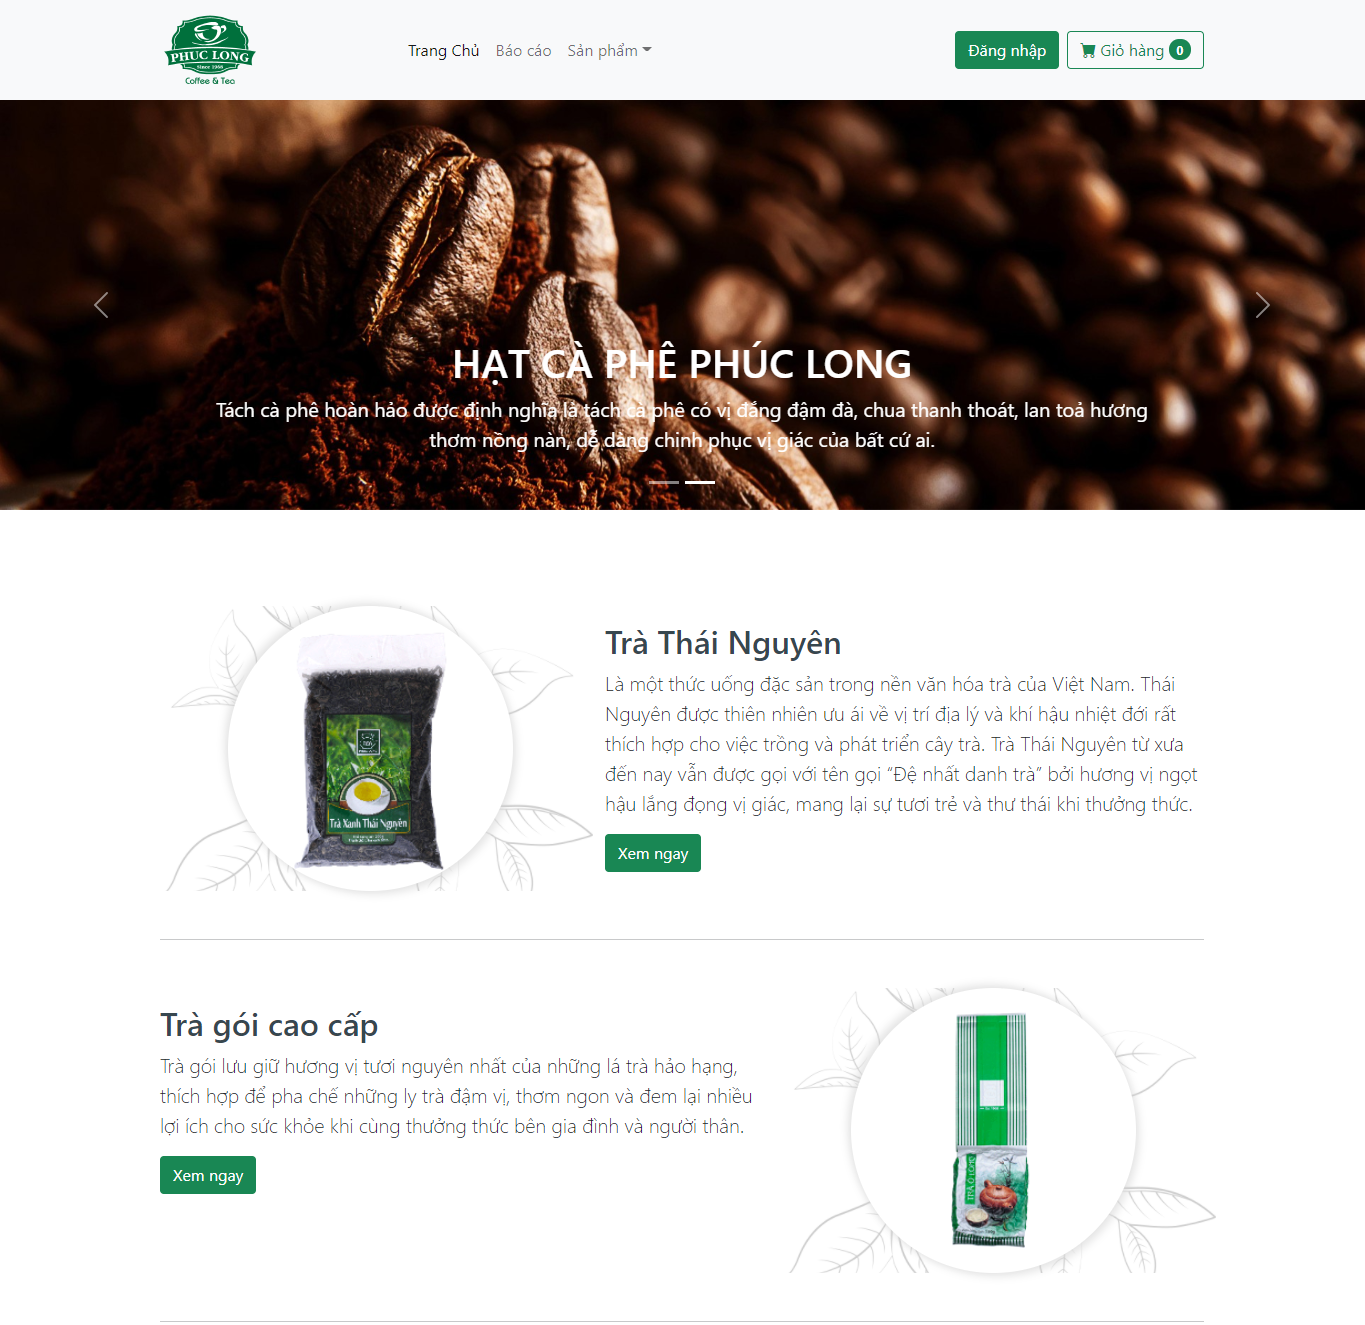 PHUC LONG
Since 1968
Coffee & Tea
Trang Chủ
Báo cáo
Sản phẩm
Đăng nhập
Giỏ hàng 0
HẠT CÀ PHÊ PHÚC LONG
Tách cà phê hoàn hảo được định nghĩa là tách cà phê có vị đắng đậm đà, chua thanh thoát, lan toả hương
thơm nồng nàn, dễ dàng chinh phục vị giác của bất cứ ai.
Trà Xanh Thái Nguyên
Trà Thái Nguyên
Là một thức uống đặc sản trong nền văn hóa trà của Việt Nam. Thái
Nguyên được thiên nhiên ưu ái về vị trí địa lý và khí hậu nhiệt đới rất
thích hợp cho việc trồng và phát triển cây trà. Trà Thái Nguyên từ xưa
đến nay vẫn được gọi với tên gọi “Đệ nhất danh trà” bởi hương vị ngọt
hậu lắng đọng vị giác, mang lại sự tươi trẻ và thư thái khi thưởng thức.
Xem ngay
Trà gói cao cấp
Trà gói lưu giữ hương vị tươi nguyên nhất của những lá trà hảo hạng,
thích hợp để pha chế những ly trà đậm vị, thơm ngon và đem lại nhiều
lợi ích cho sức khỏe khi cùng thưởng thức bên gia đình và người thân.
Xem ngay